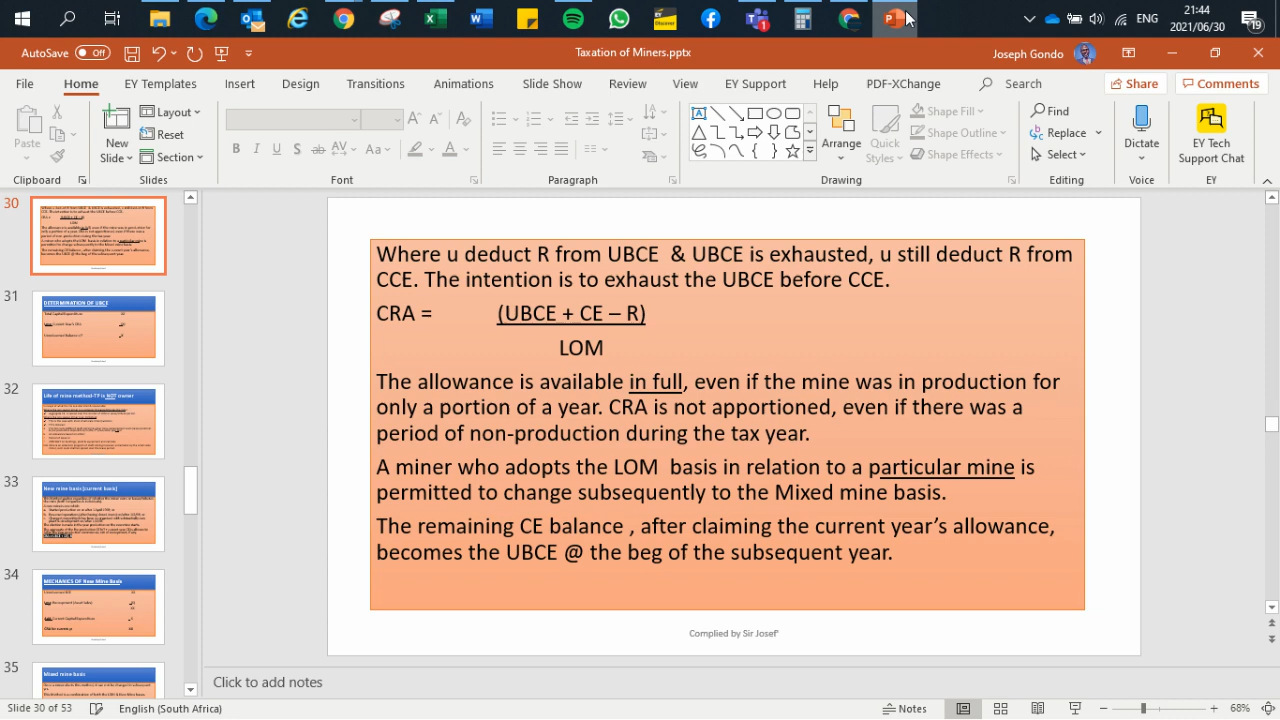 21:44
ENG
2021/06/30
19
AutoSave Off
Taxation of Miners.pptx
Joseph Gondo
File Home EY Templates Insert Design Transitions Animations Slide Show Review View EY Support Help PDF-XChange Search Share Comments
Paste
New
Slide
Layout
Reset
Section
Arrange
Quick
Styles
Shape Fill
Shape Outline
Shape Effects
Find
Replace
Select
Dictate
EY Tech
Support Chat
Clipboard Slides Font Paragraph Drawing Editing Voice EY
30
31
DETERMINATION OF UBCE
32
Life of mine method-TP is NOT owner
33
New mine basis(current basis)
34
MECHANICS OF New Mine Basis
35
Mixed mine basis
Where u deduct R from UBCE & UBCE is exhausted, u still deduct R from
CCE. The intention is to exhaust the UBCE before CCE.
CRA = (UBCE + CE – R)
LOM
The allowance is available in full, even if the mine was in production for
only a portion of a year. CRA is not apportioned, even if there was a
period of non-production during the tax year.
A miner who adopts the LOM basis in relation to a particular mine is
permitted to change subsequently to the Mixed mine basis.
The remaining CE balance , after claiming the current year’s allowance,
becomes the UBCE @ the beg of the subsequent year.
Complied by Sir Josef'
Click to add notes
Slide 30 of 53 English (South Africa) Notes 68%